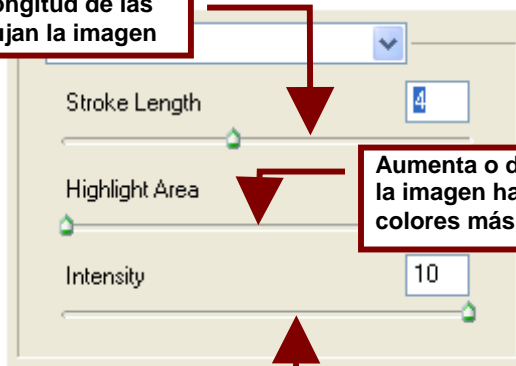 ongitud de las
ujan la imagen
Stroke Length
4
Aumenta o d
la imagen ha
colores más
Highlight Area
Intensity
10